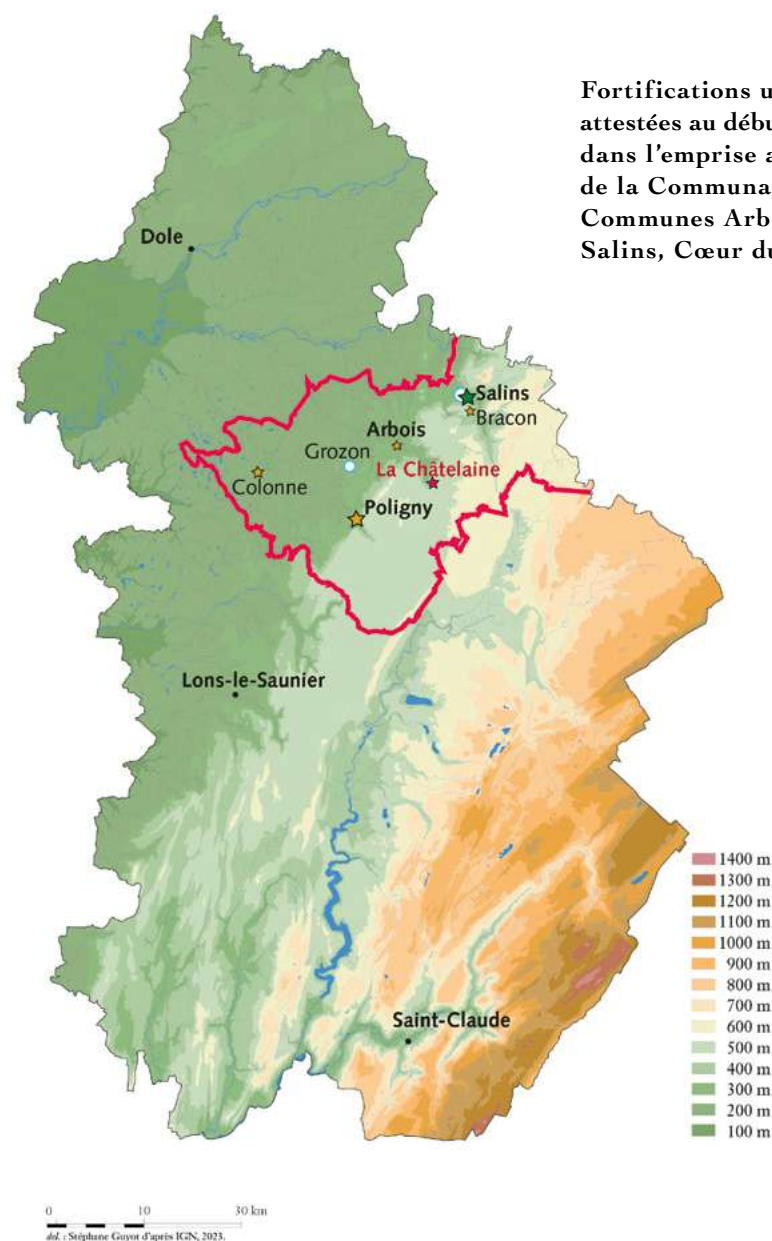 Fortifications u
attestées au débu
dans l'emprise a
de la Communa
Communes Arb
Salins, Cœur du
Dole
Salins
Bracon
Arbois
Grozon
La Châtelaine
Colonne
Poligny
Lons-le-Saunier
Saint-Claude
1400 m
1300 m
1200 m
1100 m
1000 m
900 m
800 m
700 m
600 m
500 m
400 m
300 m
200 m
100 m
0 10 30 km
del. : Stéphane Guyot d'après IGN, 2023.